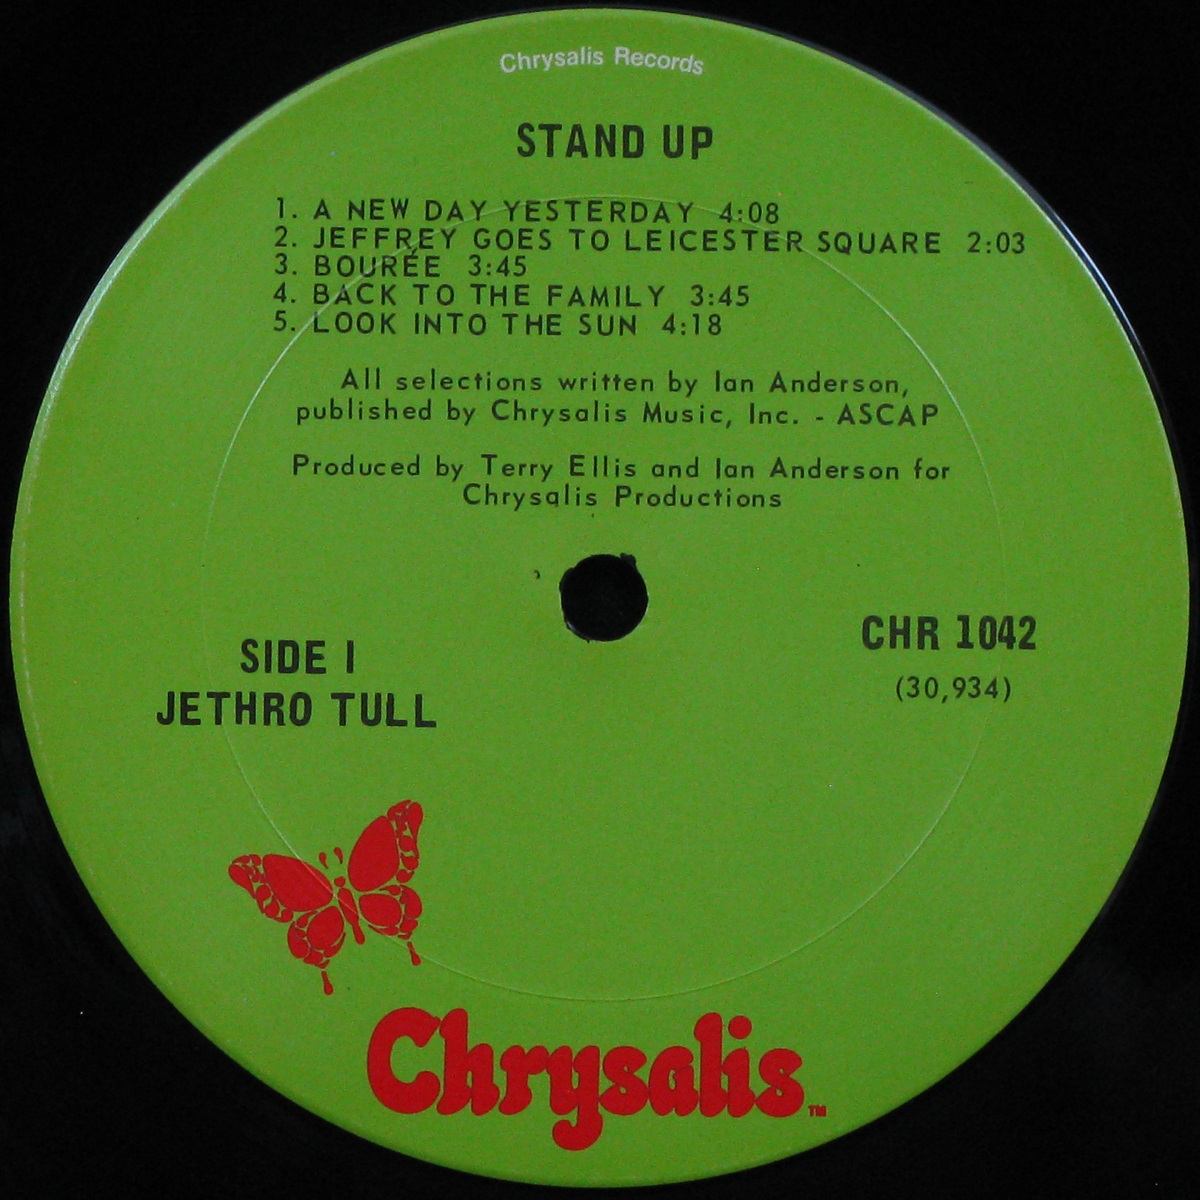 Chrysalis Records
STAND UP
1. A NEW DAY YESTERDAY 4:08
2. JEFFREY GOES TO LEICESTER SQUARE 2:03
3. BOURÉE 3:45
4. BACK TO THE FAMILY 3:45
5. LOOK INTO THE SUN 4:18
All selections written by Ian Anderson,
published by Chrysalis Music, Inc. - ASCAP
Produced by Terry Ellis and Ian Anderson for
Chrysalis Productions
SIDE I
JETHRO TULL
CHR 1042
(30,934)
Chrysalis™